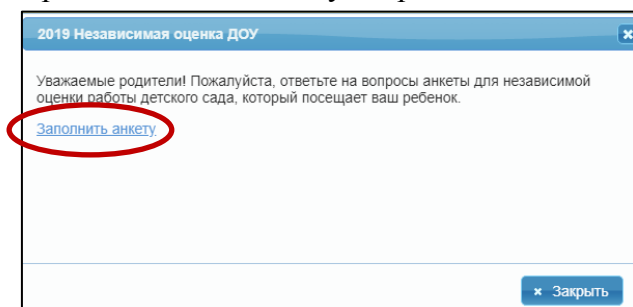 2019 Независимая оценка ДОУ
Уважаемые родители! Пожалуйста, ответьте на вопросы анкеты для независимой
оценки работы детского сада, который посещает ваш ребенок.
Заполнить анкету.
× Закрыть